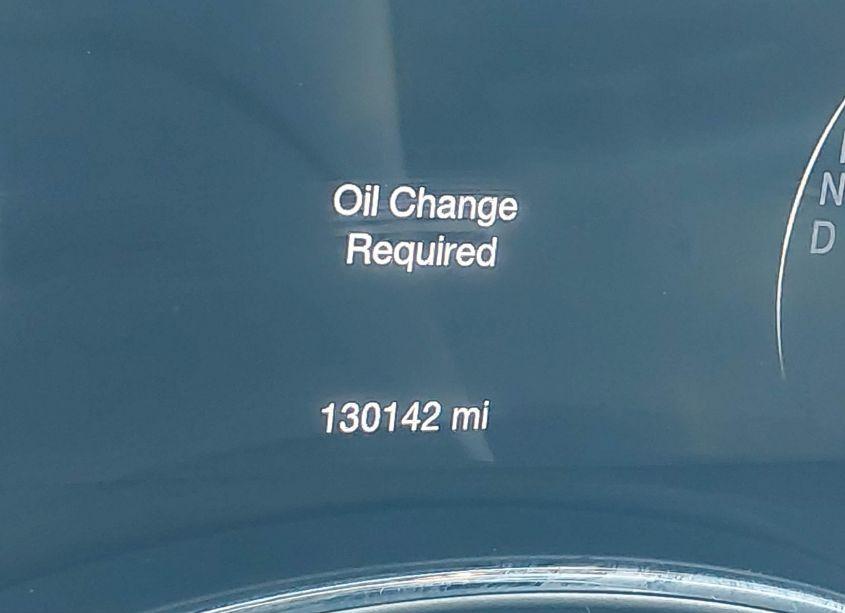 Oil Change
Required
N
D
130142 mi